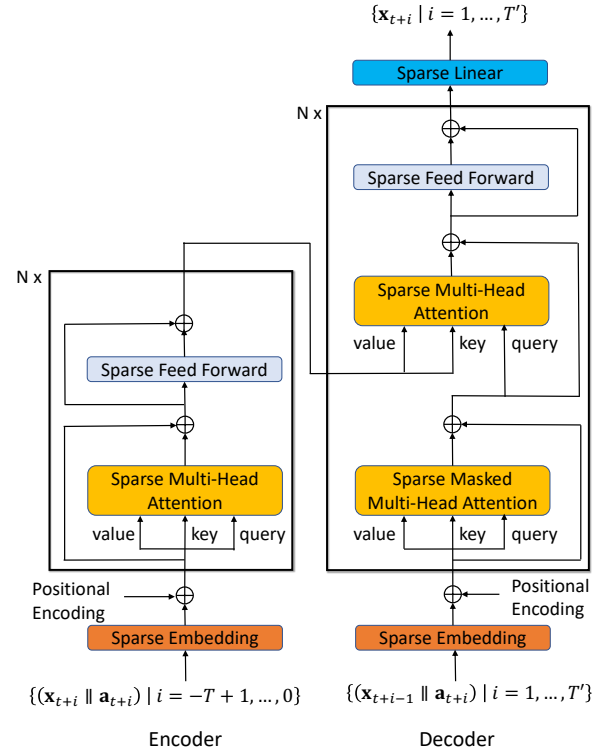 {𝐱_{t+i} | i = 1, … , T′}
Sparse Linear
N x
Sparse Feed Forward
Sparse Multi-Head
Attention
value key query
Sparse Masked
Multi-Head Attention
value key query
Positional
Encoding
Sparse Embedding
{(𝐱_{t+i−1} ∥ 𝐚_{t+i}) | i = 1, … , T′}
Decoder
N x
Sparse Feed Forward
Sparse Multi-Head
Attention
value key query
Positional
Encoding
Sparse Embedding
{(𝐱_{t+i} ∥ 𝐚_{t+i}) | i = −T + 1, … , 0}
Encoder